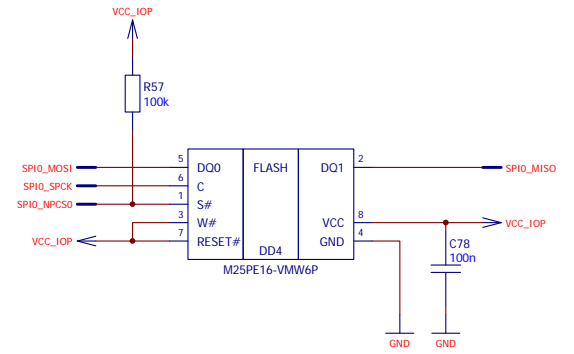 VCC_IOP
R57
100k
SPI0_MOSI 5 DQ0 FLASH DQ1 2 SPI0_MISO
SPI0_SPCK 6 C
SPI0_NPCS0 1 S#
3 W# VCC 8 VCC_IOP
VCC_IOP 7 RESET# GND 4
DD4
M25PE16-VMW6P
C78
100n
GND GND